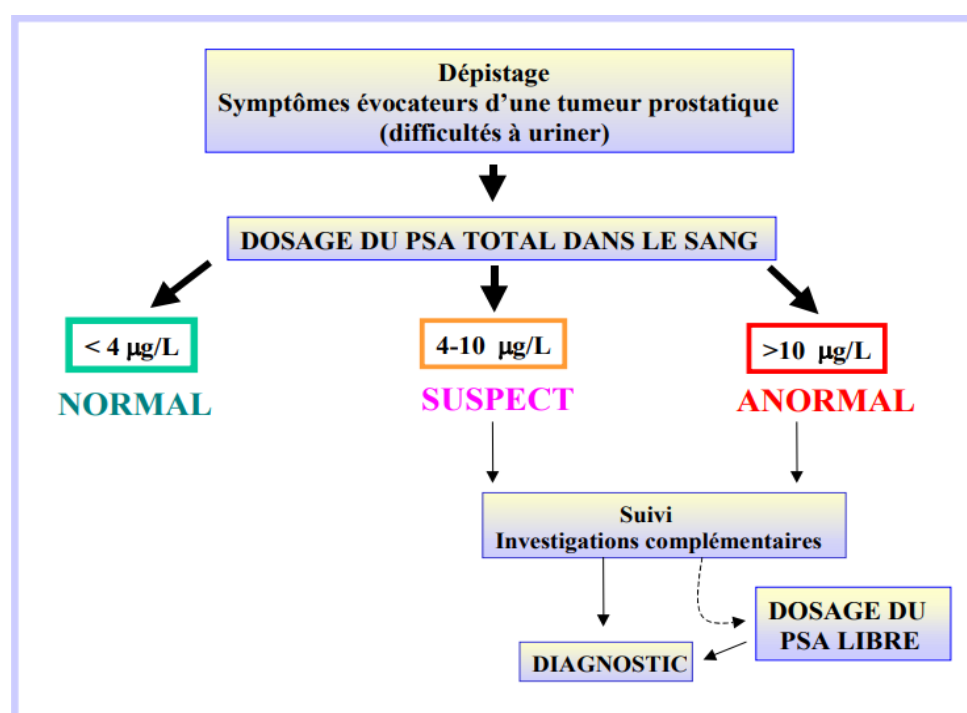 Dépistage
Symptômes évocateurs d'une tumeur prostatique
(difficultés à uriner)
DOSAGE DU PSA TOTAL DANS LE SANG
< 4 µg/L
4-10 µg/L
>10 µg/L
NORMAL
SUSPECT
ANORMAL
Suivi
Investigations complémentaires
DOSAGE DU
PSA LIBRE
DIAGNOSTIC